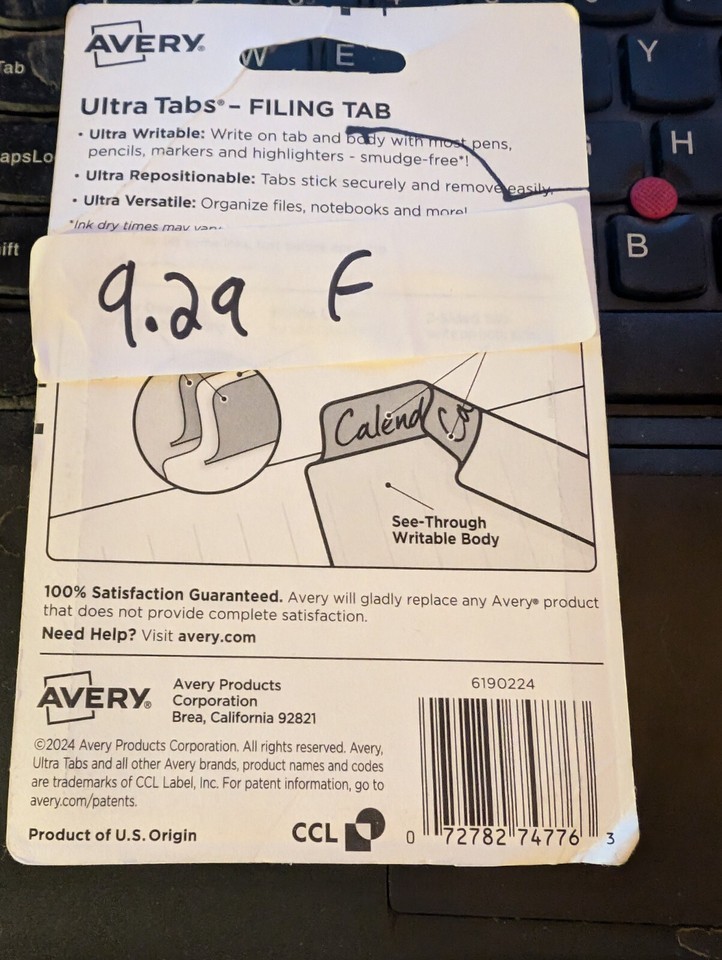 AVERY®
W E
Y
Tab
Ultra Tabs® – FILING TAB
• Ultra Writable: Write on tab and body with most pens,
pencils, markers and highlighters - smudge-free*!
H
• Ultra Repositionable: Tabs stick securely and remove easily.
• Ultra Versatile: Organize files, notebooks and more!
*Ink dry times may vary.
B
9.29 F
Calend
See-Through
Writable Body
100% Satisfaction Guaranteed. Avery will gladly replace any Avery® product
that does not provide complete satisfaction.
Need Help? Visit avery.com
AVERY®
Avery Products
Corporation
Brea, California 92821
6190224
©2024 Avery Products Corporation. All rights reserved. Avery,
Ultra Tabs and all other Avery brands, product names and codes
are trademarks of CCL Label, Inc. For patent information, go to
avery.com/patents.
Product of U.S. Origin
CCL
0 72782 74776 3